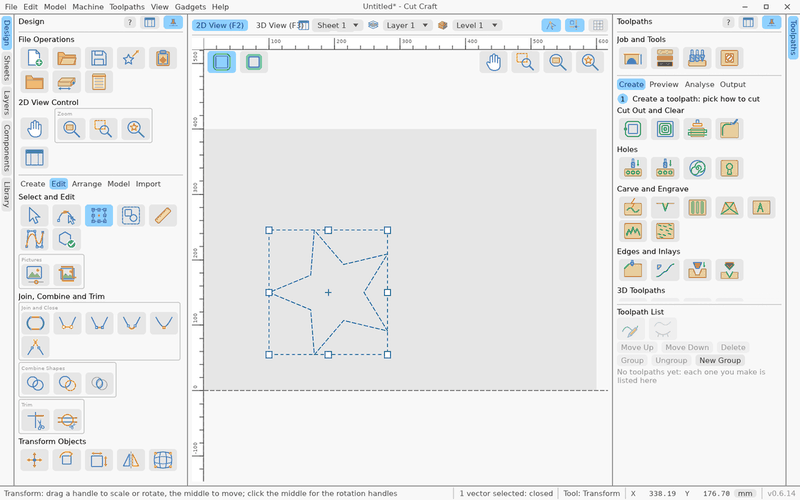 File Edit Model Machine Toolpaths View Gadgets Help
Untitled* - Cut Craft
Design
Sheets
Layers
Components
Library
Design
?
File Operations
2D View Control
Zoom
Create Edit Arrange Model Import
Select and Edit
Pictures
Join, Combine and Trim
Join and Close
Combine Shapes
Trim
Transform Objects
2D View (F2) 3D View (F3) Sheet 1 Layer 1 Level 1
100 200 300 400 500 600
500
400
300
200
100
0
-100
Toolpaths
?
Job and Tools
Create Preview Analyse Output
1 Create a toolpath: pick how to cut
Cut Out and Clear
Holes
Carve and Engrave
A
Edges and Inlays
3D Toolpaths
Toolpath List
Move Up Move Down Delete
Group Ungroup New Group
No toolpaths yet: each one you make is
listed here
Toolpaths
Transform: drag a handle to scale or rotate, the middle to move; click the middle for the rotation handles
1 vector selected: closed
Tool: Transform
X 338.19 Y 176.70 mm
v0.6.14